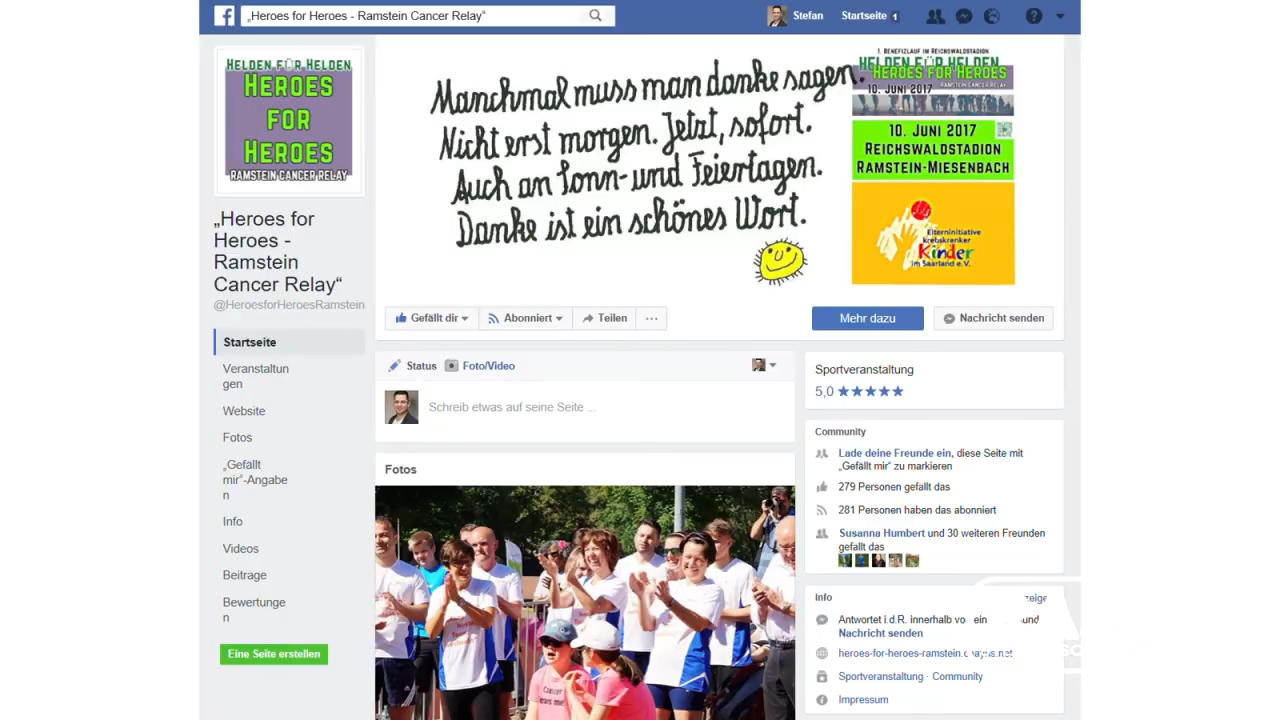 „Heroes for Heroes - Ramstein Cancer Relay“
Stefan
Startseite 1
HELDEN FÜR HELDEN
HEROES
FOR
HEROES
RAMSTEIN CANCER RELAY
„Heroes for
Heroes -
Ramstein
Cancer Relay“
@HeroesforHeroesRamstein
Startseite
Veranstaltun
gen
Website
Fotos
„Gefällt
mir“-Angabe
n
Info
Videos
Beitrage
Bewertunge
n
Eine Seite erstellen
Manchmal muss man danke sagen.
Nicht erst morgen. Jetzt, sofort.
Auch an Sonn- und Feiertagen.
Danke ist ein schönes Wort.
1. BENEFIZLAUF IM REICHSWALDSTADION
HELDEN FÜR HELDEN
HEROES FOR HEROES
RAMSTEIN CANCER RELAY
10. JUNI 2017
10. JUNI 2017
REICHSWALDSTADION
RAMSTEIN-MIESENBACH
Elterninitiative
krebskranker
Kinder
im Saarland e.V.
Gefällt dir
Abonniert
Teilen
...
Mehr dazu
Nachricht senden
Status
Foto/Video
Schreib etwas auf seine Seite ...
Fotos
Sportveranstaltung
5,0 ★★★★★
Community
Lade deine Freunde ein, diese Seite mit
„Gefällt mir“ zu markieren
279 Personen gefällt das
281 Personen haben das abonniert
Susanna Humbert und 30 weiteren Freunden
gefällt das
Info
Antwortet i.d.R. innerhalb
Nachricht senden
Sportveranstaltung · Community
Impressum